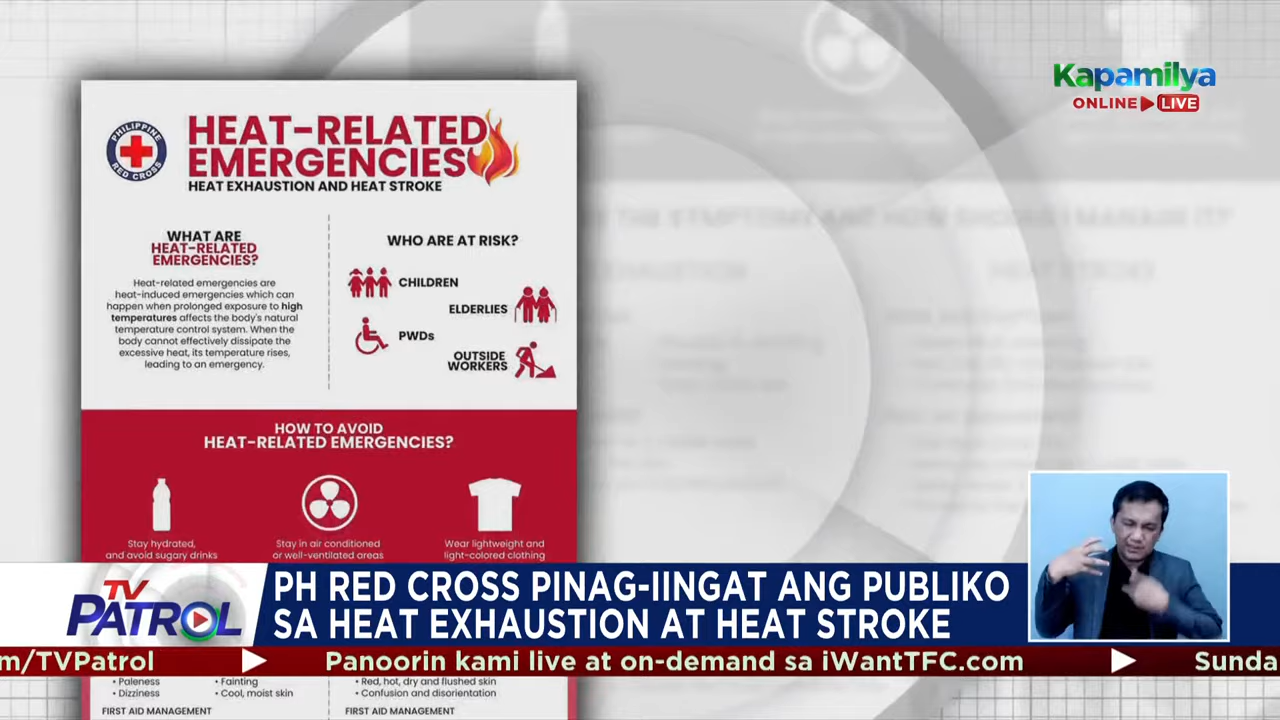 Kapamilya
ONLINE LIVE
PHILIPPINE RED CROSS
HEAT-RELATED
EMERGENCIES
HEAT EXHAUSTION AND HEAT STROKE
WHAT ARE
HEAT-RELATED
EMERGENCIES?
Heat-related emergencies are
heat-induced emergencies which can
happen when prolonged exposure to high
temperatures affects the body's natural
temperature control system. When the
body cannot effectively dissipate the
excessive heat, its temperature rises,
leading to an emergency.
WHO ARE AT RISK?
CHILDREN
ELDERLIES
PWDs
OUTSIDE
WORKERS
HOW TO AVOID
HEAT-RELATED EMERGENCIES?
Stay hydrated,
and avoid sugary drinks
Stay in air conditioned
or well-ventilated areas
Wear lightweight and
light-colored clothing
TV
PATROL
PH RED CROSS PINAG-IINGAT ANG PUBLIKO
SA HEAT EXHAUSTION AT HEAT STROKE
m/TVPatrol Panoorin kami live at on-demand sa iWantTFC.com Sunda
• Paleness
• Dizziness
• Fainting
• Cool, moist skin
• Red, hot, dry and flushed skin
• Confusion and disorientation
FIRST AID MANAGEMENT
FIRST AID MANAGEMENT